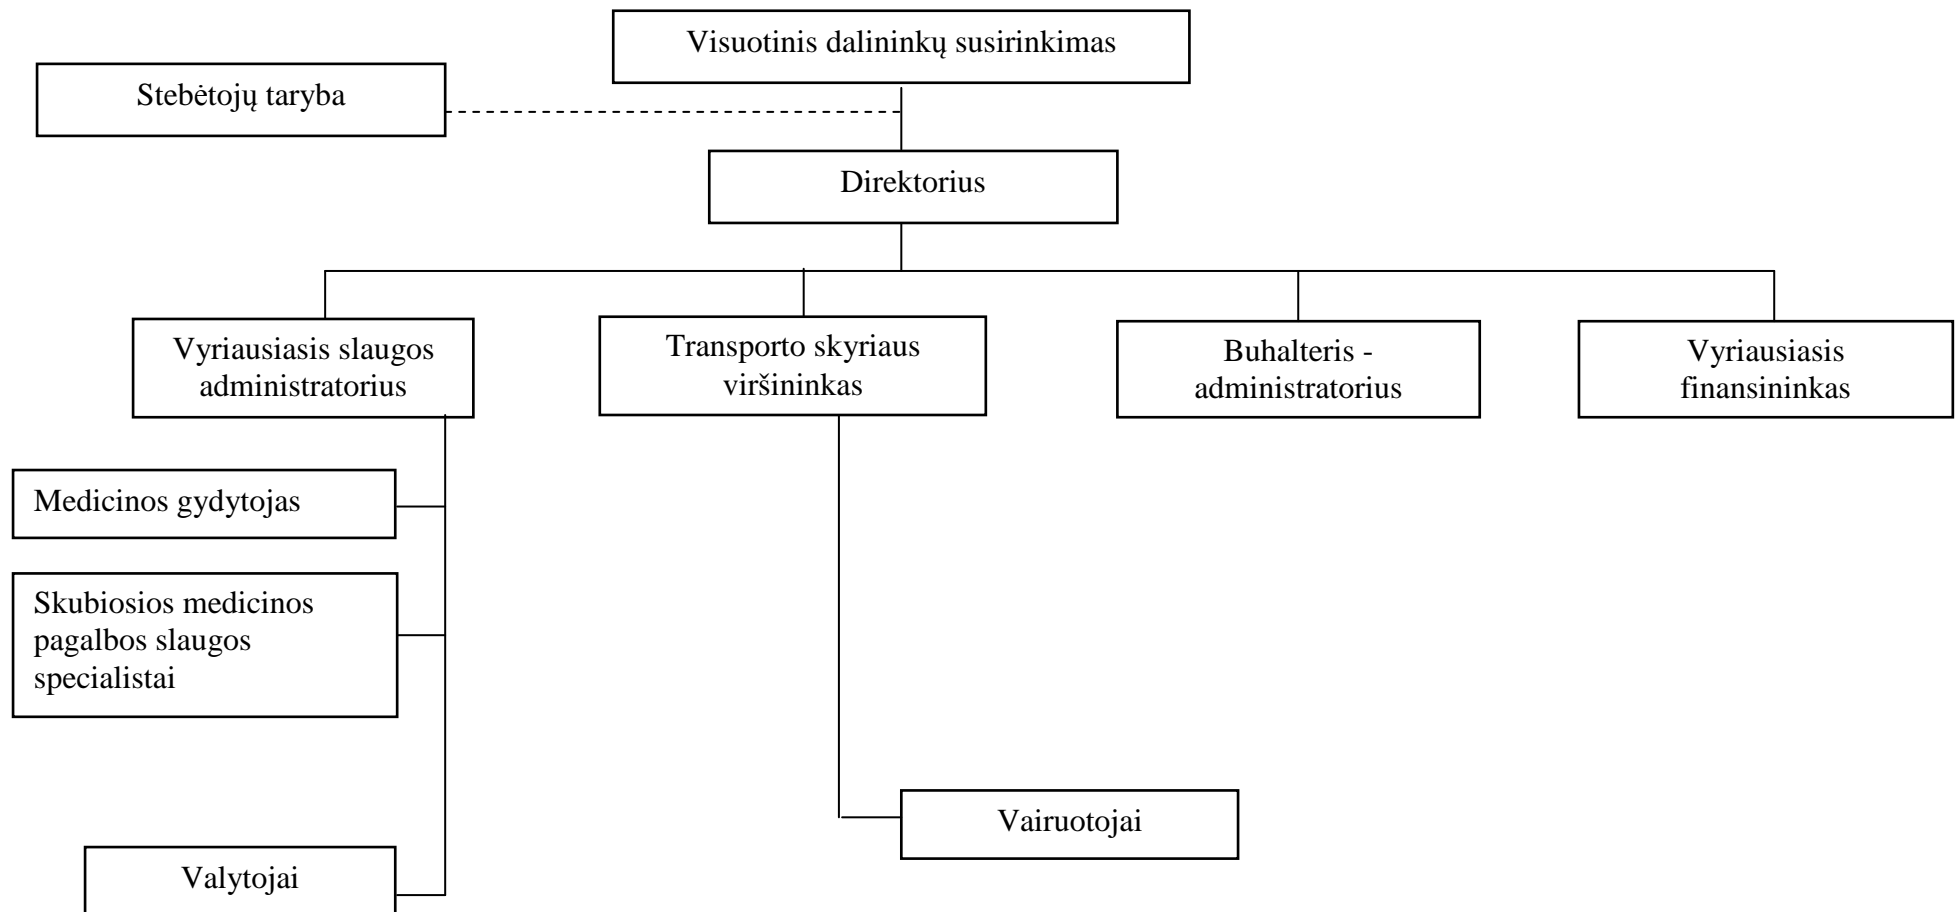 Visuotinis dalininkų susirinkimas
Stebėtojų taryba
Direktorius
Vyriausiasis slaugos
administratorius
Transporto skyriaus
viršininkas
Buhalteris -
administratorius
Vyriausiasis
finansininkas
Medicinos gydytojas
Skubiosios medicinos
pagalbos slaugos
specialistai
Vairuotojai
Valytojai